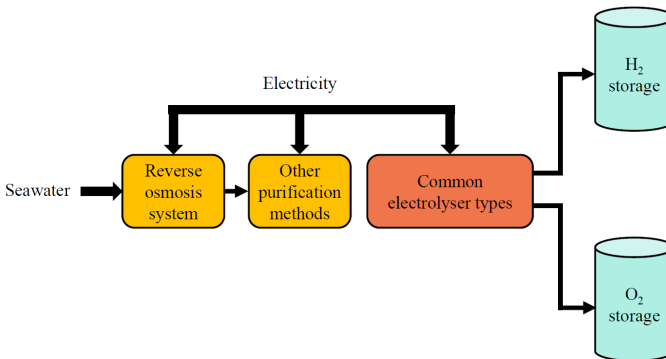 Electricity
Seawater
Reverse
osmosis
system
Other
purification
methods
Common
electrolyser types
H₂
storage
O₂
storage